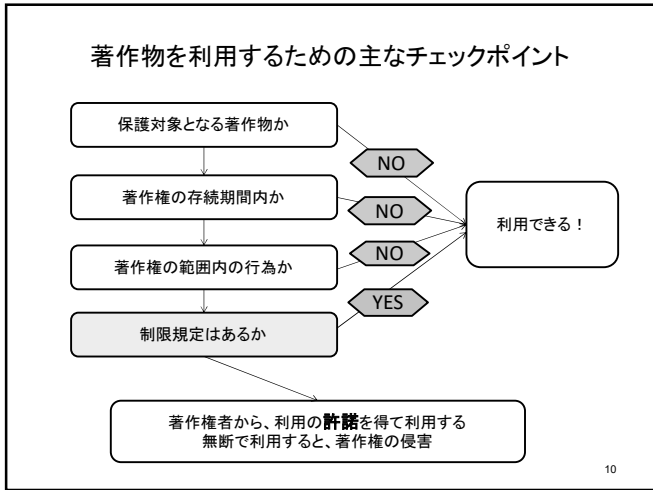 著作物を利用するための主なチェックポイント
保護対象となる著作物か
NO
著作権の存続期間内か
NO
利用できる！
著作権の範囲内の行為か
NO
YES
制限規定はあるか
著作権者から、利用の許諾を得て利用する
無断で利用すると、著作権の侵害
10